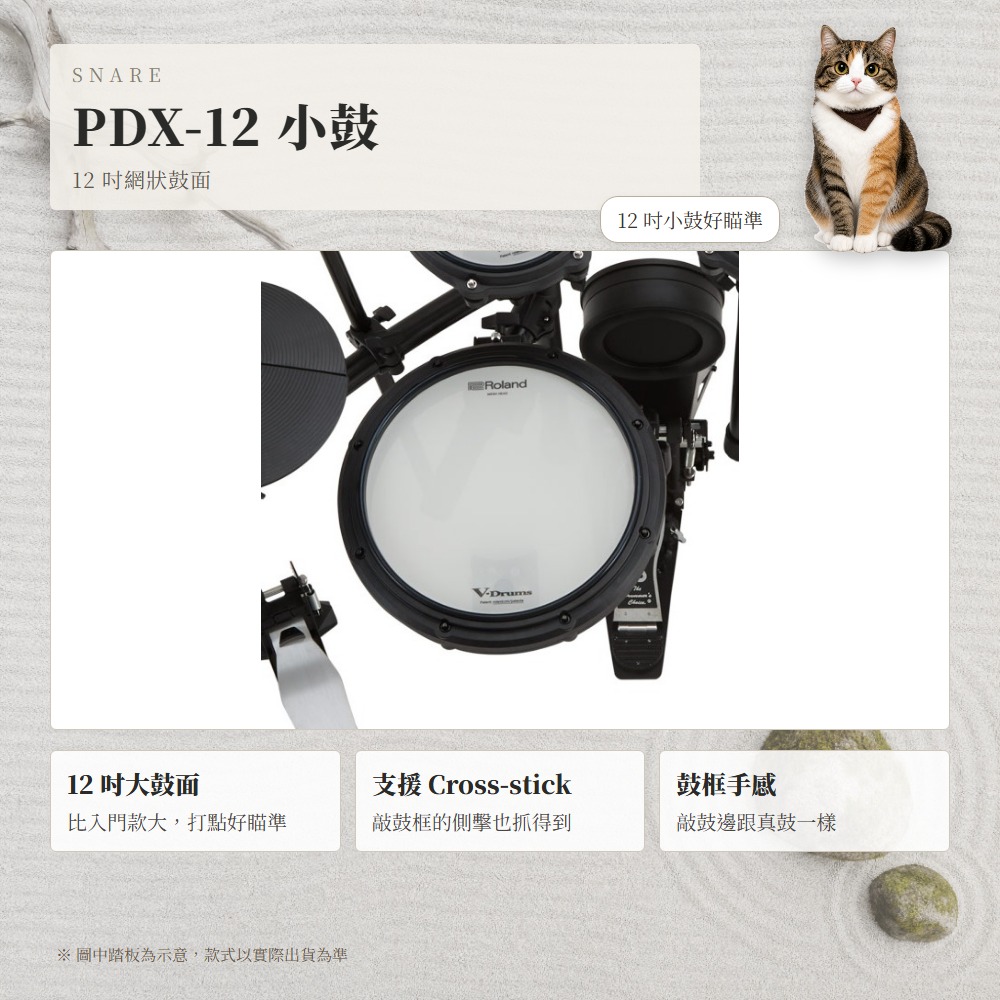 SNARE
PDX-12 小鼓
12 吋網狀鼓面
12 吋小鼓好瞄準
Roland
V-Drums
The
Choice.
12 吋大鼓面
比入門款大，打點好瞄準
支援 Cross-stick
敲鼓框的側擊也抓得到
鼓框手感
敲鼓邊跟真鼓一樣
※ 圖中踏板為示意，款式以實際出貨為準